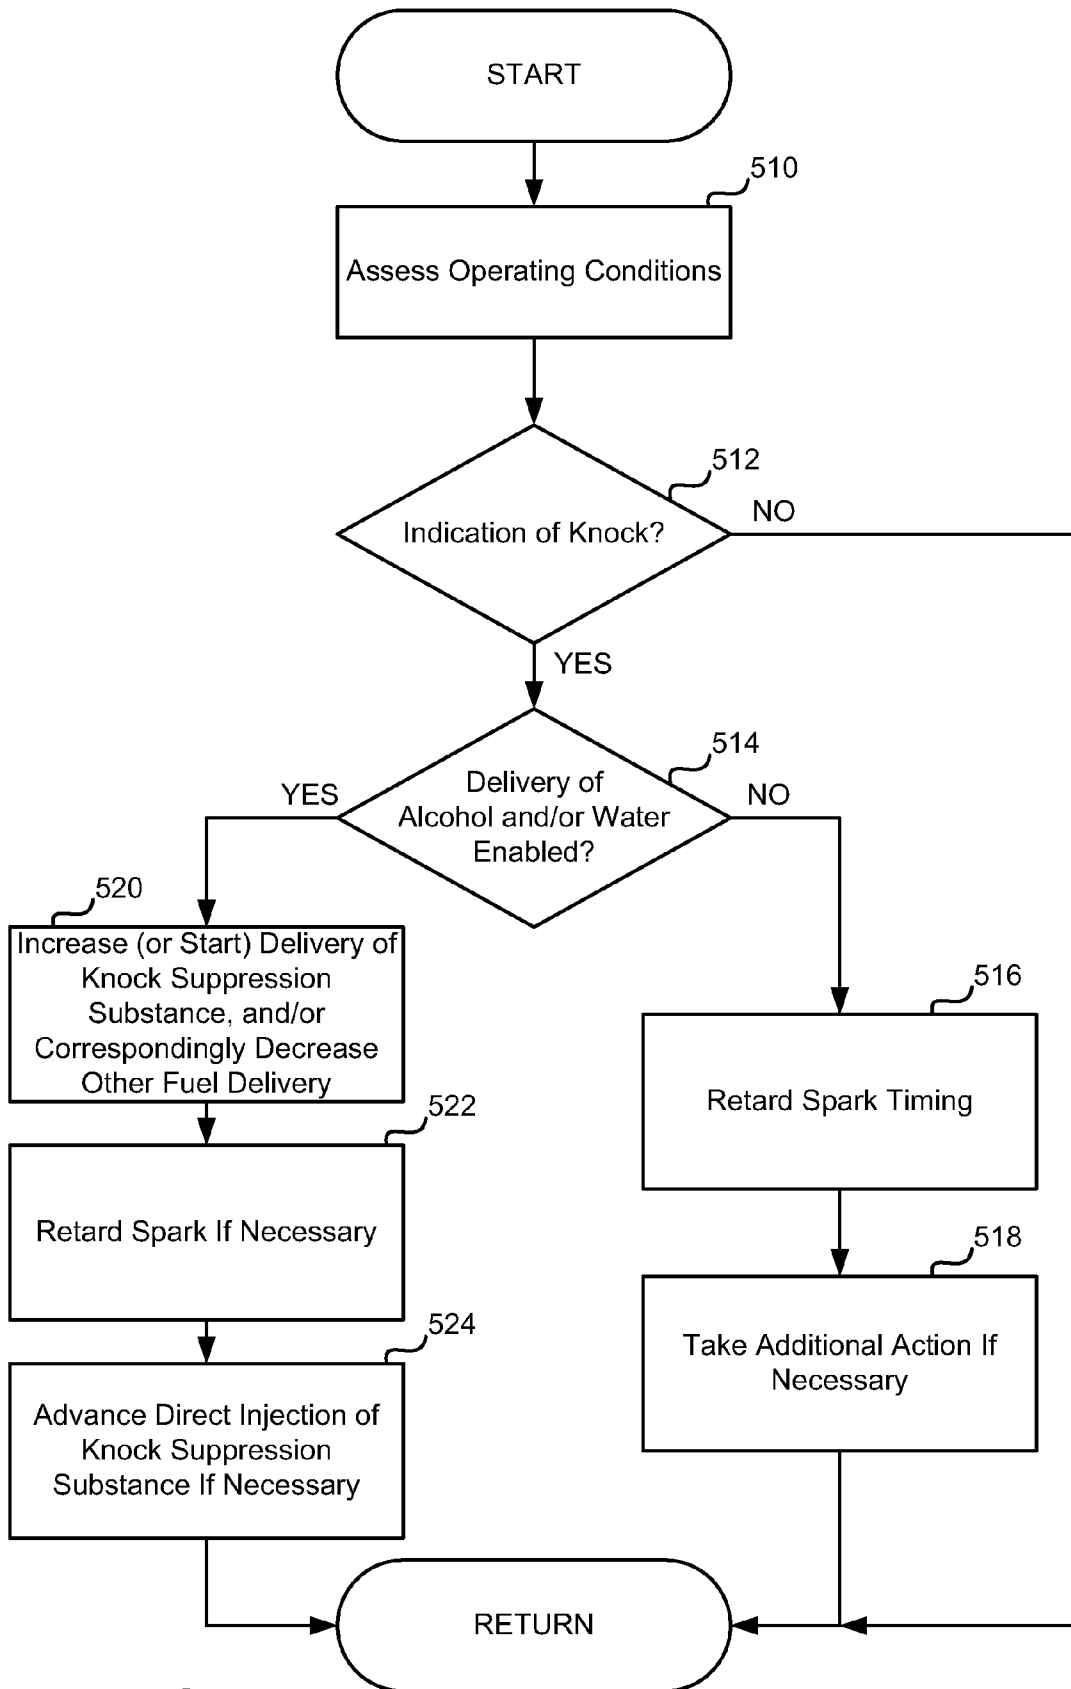 START
510
Assess Operating Conditions
512
Indication of Knock?
NO
YES
514
Delivery of
Alcohol and/or Water
Enabled?
YES
NO
520
Increase (or Start) Delivery of
Knock Suppression
Substance, and/or
Correspondingly Decrease
Other Fuel Delivery
516
Retard Spark Timing
522
Retard Spark If Necessary
518
Take Additional Action If
Necessary
524
Advance Direct Injection of
Knock Suppression
Substance If Necessary
RETURN